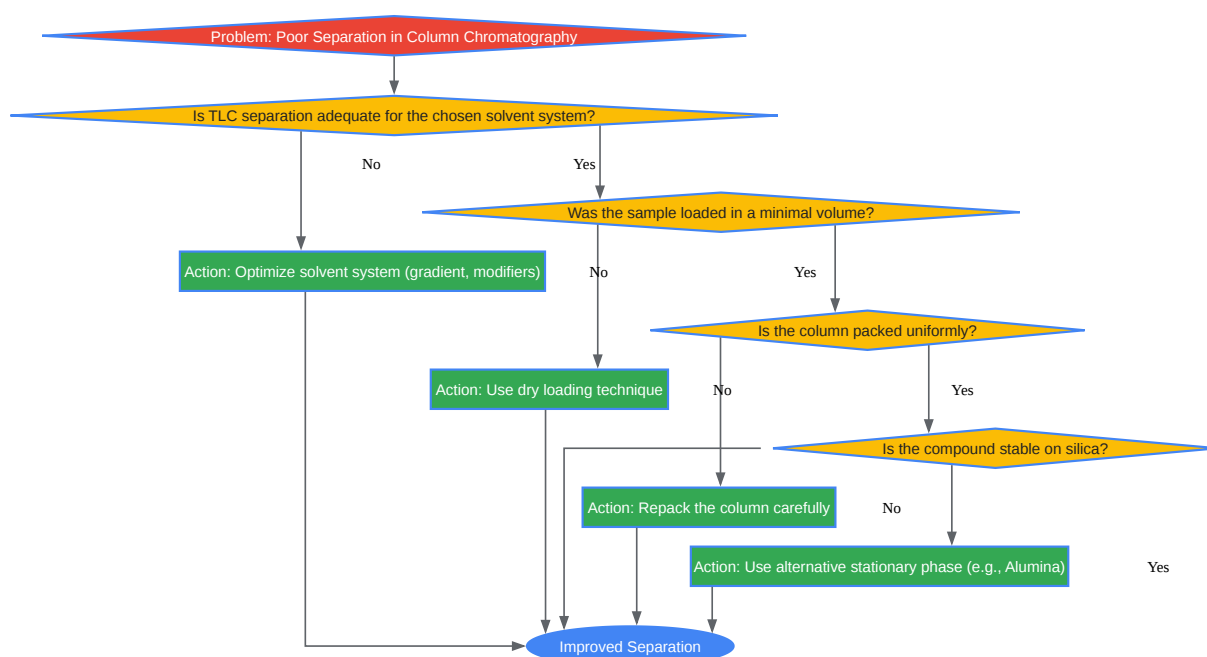 Problem: Poor Separation in Column Chromatography
Is TLC separation adequate for the chosen solvent system?
No
Yes
Was the sample loaded in a minimal volume?
Action: Optimize solvent system (gradient, modifiers)
No
Yes
Is the column packed uniformly?
Action: Use dry loading technique
No
Yes
Is the compound stable on silica?
Action: Repack the column carefully
No
Action: Use alternative stationary phase (e.g., Alumina)
Yes
Improved Separation